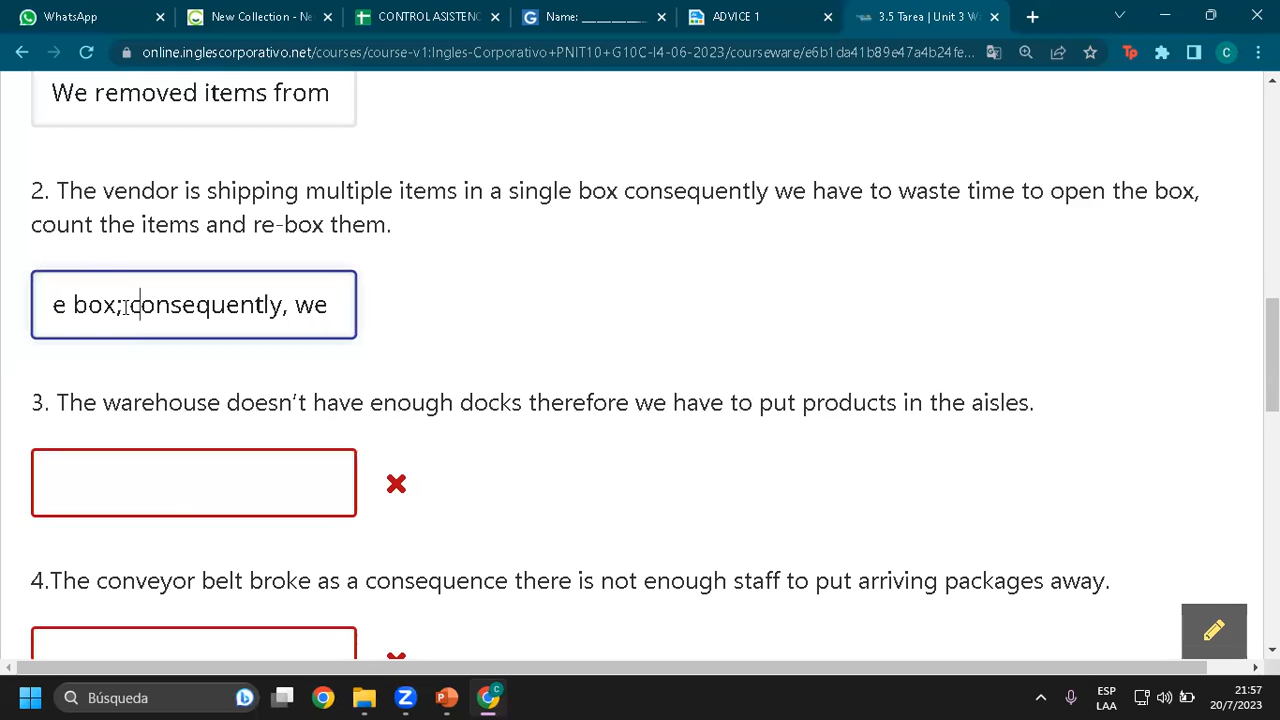 WhatsApp
New Collection - Ne
CONTROL ASISTENC
Name: ___________
ADVICE 1
3.5 Tarea | Unit 3 W
online.inglescorporativo.net/courses/course-v1:Ingles-Corporativo+PNIT10+G10C-I4-06-2023/courseware/e6b1da41b89e47a4b24fe...
Tp
C
We removed items from
2. The vendor is shipping multiple items in a single box consequently we have to waste time to open the box,
count the items and re-box them.
e box; consequently, we
3. The warehouse doesn't have enough docks therefore we have to put products in the aisles.
4.The conveyor belt broke as a consequence there is not enough staff to put arriving packages away.
Búsqueda
ESP
LAA
21:57
20/7/2023